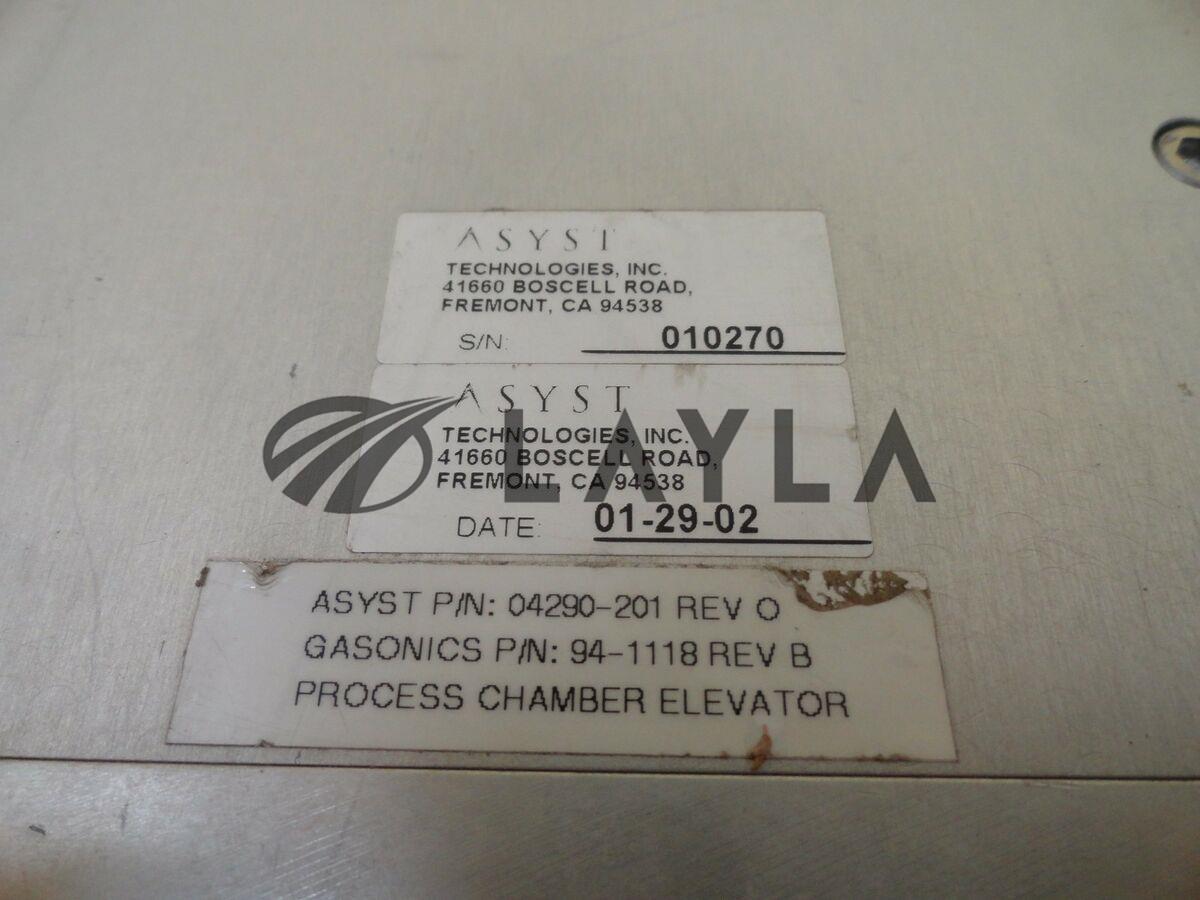 ASYST
TECHNOLOGIES, INC.
41660 BOSCELL ROAD,
FREMONT, CA 94538
S/N: 010270
ASYST
TECHNOLOGIES, INC.
41660 BOSCELL ROAD,
FREMONT, CA 94538
LAYLA
DATE: 01-29-02
ASYST P/N: 04290-201 REV O
GASONICS P/N: 94-1118 REV B
PROCESS CHAMBER ELEVATOR